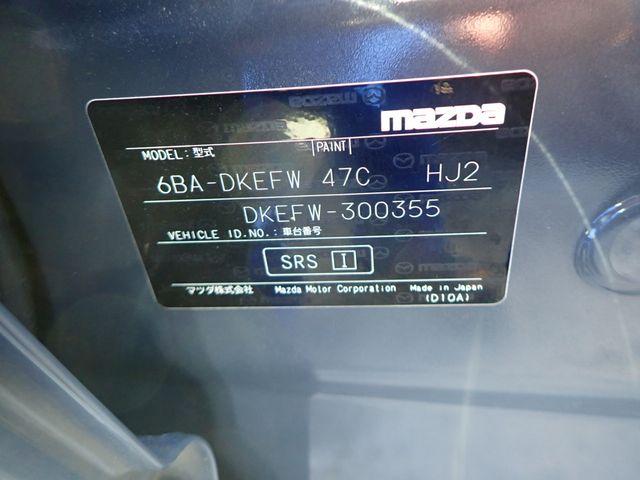 mazda
MODEL:型式 PAINT
6BA-DKEFW 47C HJ2
DKEFW-300355
VEHICLE ID.NO.:車台番号
SRS I
マツダ株式会社 Mazda Motor Corporation Made in Japan
(D10A)